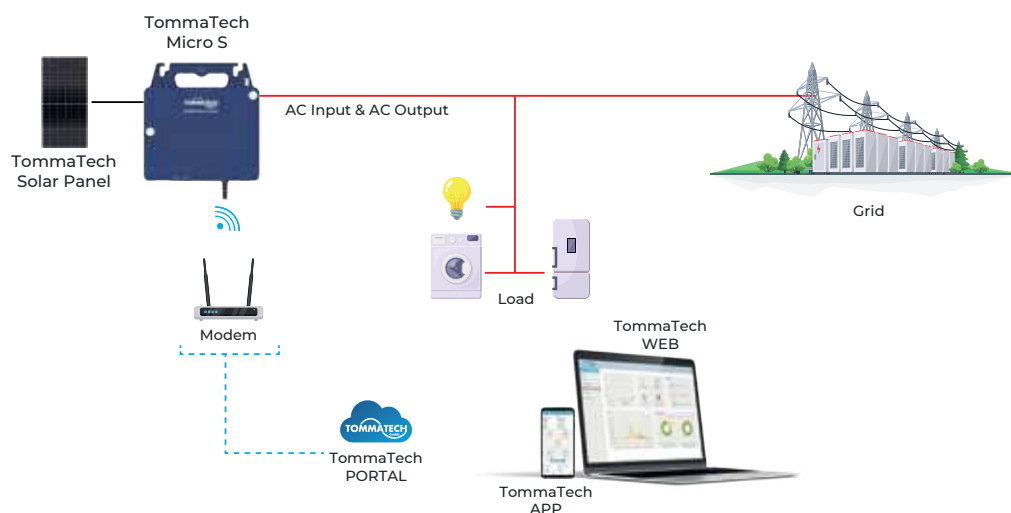 TommaTech
Micro S
TOMMATECH
AC Input & AC Output
TommaTech
Solar Panel
Grid
Load
Modem
TommaTech
WEB
TOMMATECH
TommaTech
PORTAL
TommaTech
APP